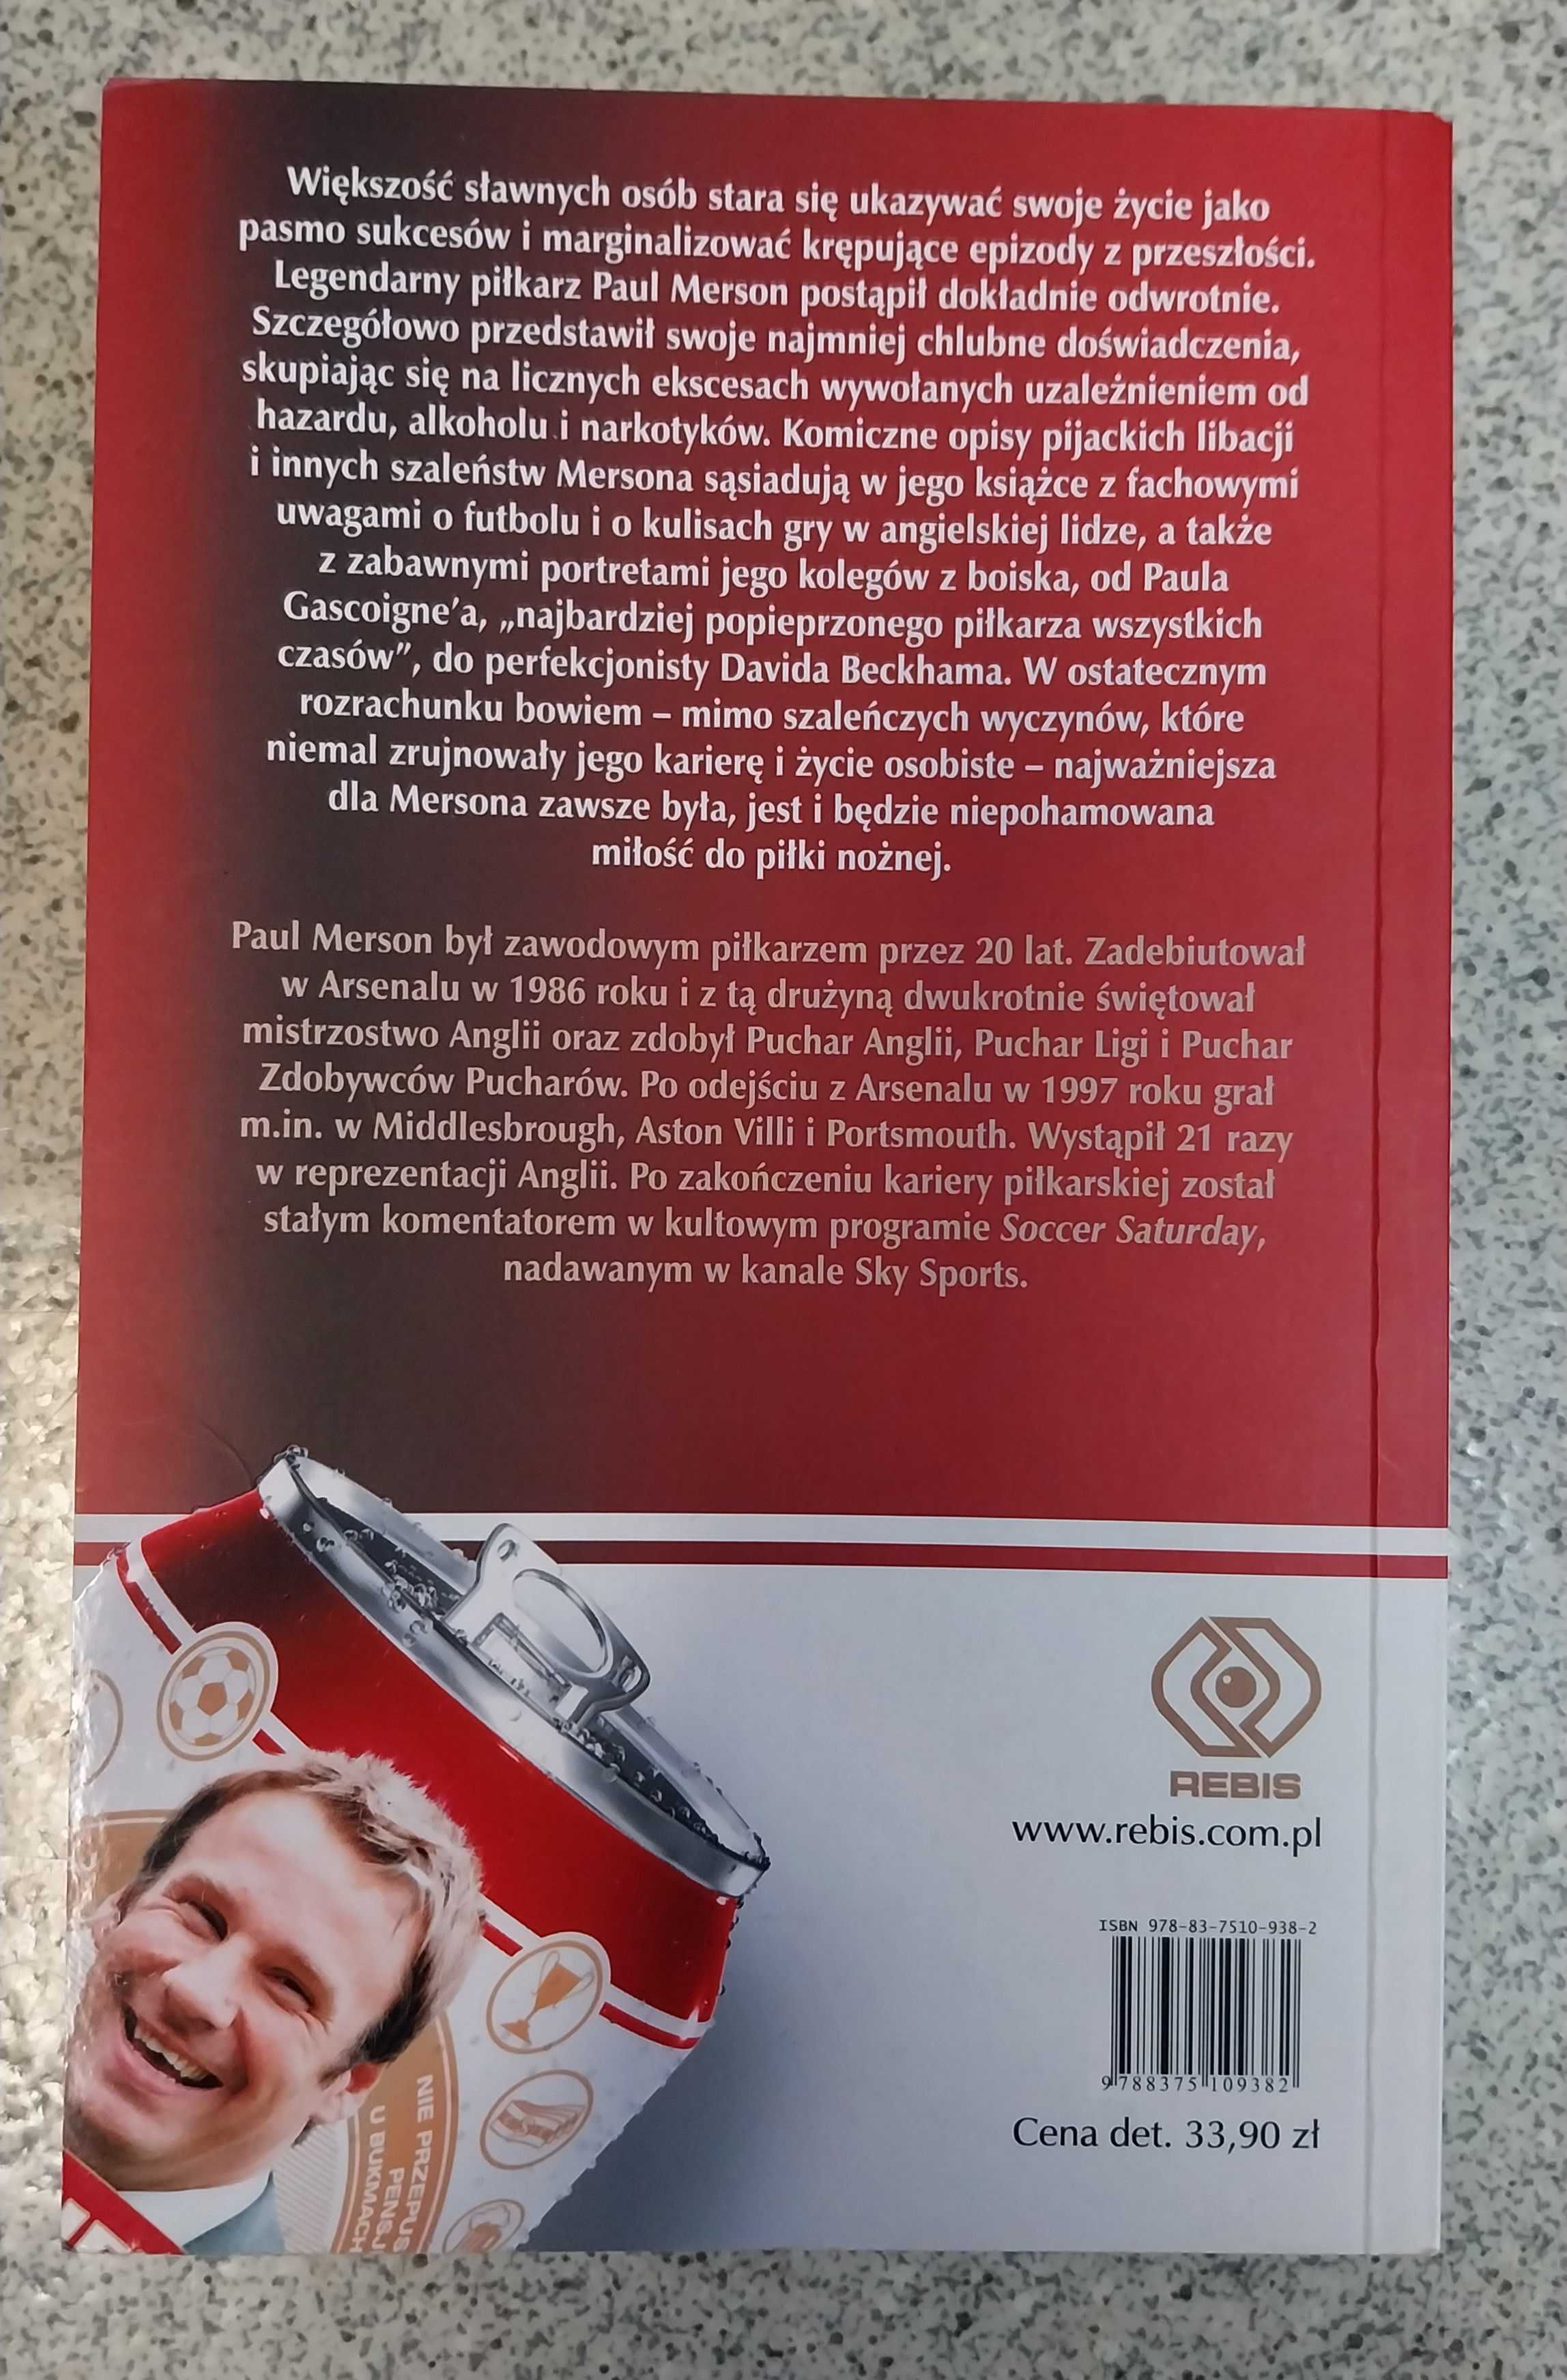 Większość sławnych osób stara się ukazywać swoje życie jako
pasmo sukcesów i marginalizować krępujące epizody z przeszłości.
Legendarny piłkarz Paul Merson postąpił dokładnie odwrotnie.
Szczegółowo przedstawił swoje najmniej chlubne doświadczenia,
skupiając się na licznych ekscesach wywołanych uzależnieniem od
hazardu, alkoholu i narkotyków. Komiczne opisy pijackich libacji
i innych szaleństw Mersona sąsiadują w jego książce z fachowymi
uwagami o futbolu i o kulisach gry w angielskiej lidze, a także
z zabawnymi portretami jego kolegów z boiska, od Paula
Gascoigne'a, „najbardziej popieprzonego piłkarza wszystkich
czasów", do perfekcjonisty Davida Beckhama. W ostatecznym
rozrachunku bowiem – mimo szaleńczych wyczynów, które
niemal zrujnowały jego karierę i życie osobiste – najważniejsza
dla Mersona zawsze była, jest i będzie niepohamowana
miłość do piłki nożnej.
Paul Merson był zawodowym piłkarzem przez 20 lat. Zadebiutował
w Arsenalu w 1986 roku i z tą drużyną dwukrotnie świętował
mistrzostwo Anglii oraz zdobył Puchar Anglii, Puchar Ligi i Puchar
Zdobywców Pucharów. Po odejściu z Arsenalu w 1997 roku grał
m.in. w Middlesbrough, Aston Villi i Portsmouth. Wystąpił 21 razy
w reprezentacji Anglii. Po zakończeniu kariery piłkarskiej został
stałym komentatorem w kultowym programie Soccer Saturday,
nadawanym w kanale Sky Sports.
REBIS
www.rebis.com.pl
ISBN 978-83-7510-938-2
9 788375 109382
Cena det. 33,90 zł
NIE PRZEPUS
PENSJ
U BUKMACH